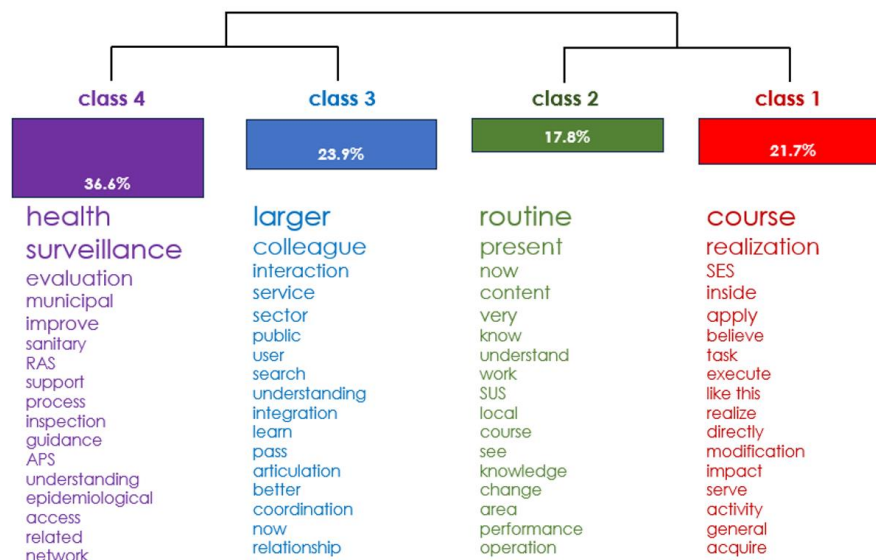 class 4
36.6%
health
surveillance
evaluation
municipal
improve
sanitary
RAS
support
process
inspection
guidance
APS
understanding
epidemiological
access
related
network
class 3
23.9%
larger
colleague
interaction
service
sector
public
user
search
understanding
integration
learn
pass
articulation
better
coordination
now
relationship
class 2
17.8%
routine
present
now
content
very
know
understand
work
SUS
local
course
see
knowledge
change
area
performance
operation
class 1
21.7%
course
realization
SES
inside
apply
believe
task
execute
like this
realize
directly
modification
impact
serve
activity
general
acquire